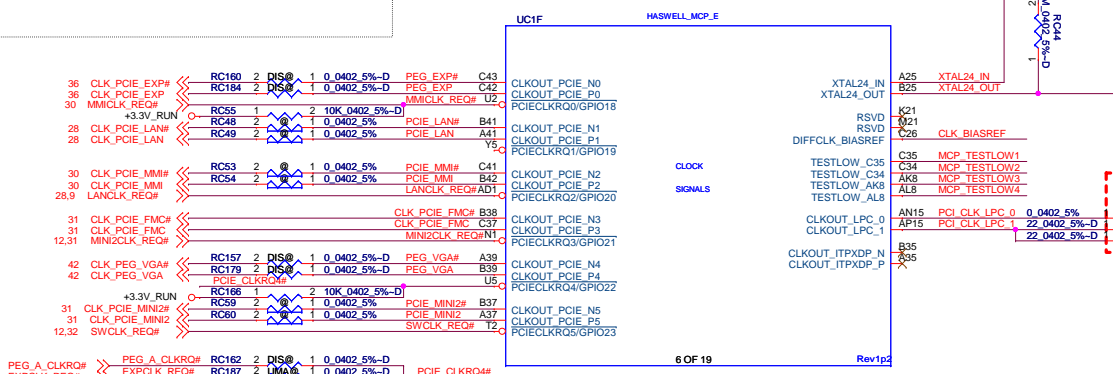 UC1F HASWELL_MCP_E
RC44
_0402_5%~D
2
1
36 CLK_PCIE_EXP# RC160 2 DIS@ 1 0_0402_5%~D PEG_EXP# C43 CLKOUT_PCIE_N0 XTAL24_IN A25 XTAL24_IN
36 CLK_PCIE_EXP RC184 2 DIS@ 1 0_0402_5%~D PEG_EXP C42 CLKOUT_PCIE_P0 XTAL24_OUT B25 XTAL24_OUT
30 MMICLK_REQ# MMICLK_REQ# U2 PCIECLKRQ0/GPIO18
+3.3V_RUN RC55 1 2 10K_0402_5%~D RSVD K21
28 CLK_PCIE_LAN# RC48 2 @ 1 0_0402_5% PCIE_LAN# B41 CLKOUT_PCIE_N1 RSVD M21
28 CLK_PCIE_LAN RC49 2 @ 1 0_0402_5% PCIE_LAN A41 CLKOUT_PCIE_P1 DIFFCLK_BIASREF C26 CLK_BIASREF
Y5 PCIECLKRQ1/GPIO19
TESTLOW_C35 C35 MCP_TESTLOW1
30 CLK_PCIE_MMI# RC53 2 @ 1 0_0402_5% PCIE_MMI# C41 CLKOUT_PCIE_N2 CLOCK TESTLOW_C34 C34 MCP_TESTLOW2
30 CLK_PCIE_MMI RC54 2 @ 1 0_0402_5% PCIE_MMI B42 CLKOUT_PCIE_P2 TESTLOW_AK8 AK8 MCP_TESTLOW3
28,9 LANCLK_REQ# LANCLK_REQ# AD1 PCIECLKRQ2/GPIO20 SIGNALS TESTLOW_AL8 AL8 MCP_TESTLOW4
31 CLK_PCIE_FMC# CLK_PCIE_FMC# B38 CLKOUT_PCIE_N3 CLKOUT_LPC_0 AN15 PCI_CLK_LPC_0 0_0402_5%
31 CLK_PCIE_FMC CLK_PCIE_FMC C37 CLKOUT_PCIE_P3 CLKOUT_LPC_1 AP15 PCI_CLK_LPC_1 22_0402_5%~D
12,31 MINI2CLK_REQ# MINI2CLK_REQ# N1 PCIECLKRQ3/GPIO21 22_0402_5%~D
CLKOUT_ITPXDP_N B35
42 CLK_PEG_VGA# RC157 2 DIS@ 1 0_0402_5%~D PEG_VGA# A39 CLKOUT_PCIE_N4 CLKOUT_ITPXDP_P A35
42 CLK_PEG_VGA RC179 2 DIS@ 1 0_0402_5%~D PEG_VGA B39 CLKOUT_PCIE_P4
PCIE_CLKRQ4# U5 PCIECLKRQ4/GPIO22
+3.3V_RUN RC166 1 2 10K_0402_5%~D
31 CLK_PCIE_MINI2# RC59 2 @ 1 0_0402_5% PCIE_MINI2# B37 CLKOUT_PCIE_N5
31 CLK_PCIE_MINI2 RC60 2 @ 1 0_0402_5% PCIE_MINI2 A37 CLKOUT_PCIE_P5
12,32 SWCLK_REQ# SWCLK_REQ# T2 PCIECLKRQ5/GPIO23
6 OF 19 Rev1p2
PEG_A_CLKRQ# PEG_A_CLKRQ# RC162 2 DIS@ 1 0_0402_5%~D
EXPCLK_REQ# RC187 2 UMA@ 1 0_0402_5%~D PCIE_CLKRQ4#